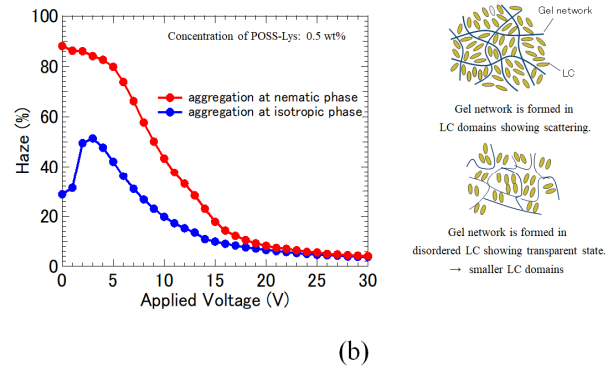 Concentration of POSS-Lys: 0.5 wt%
aggregation at nematic phase
aggregation at isotropic phase
Haze (%)
100
80
60
40
20
0
0 5 10 15 20 25 30
Applied Voltage (V)
Gel network
LC
Gel network is formed in
LC domains showing scattering.
Gel network is formed in
disordered LC showing transparent state.
→ smaller LC domains
(b)